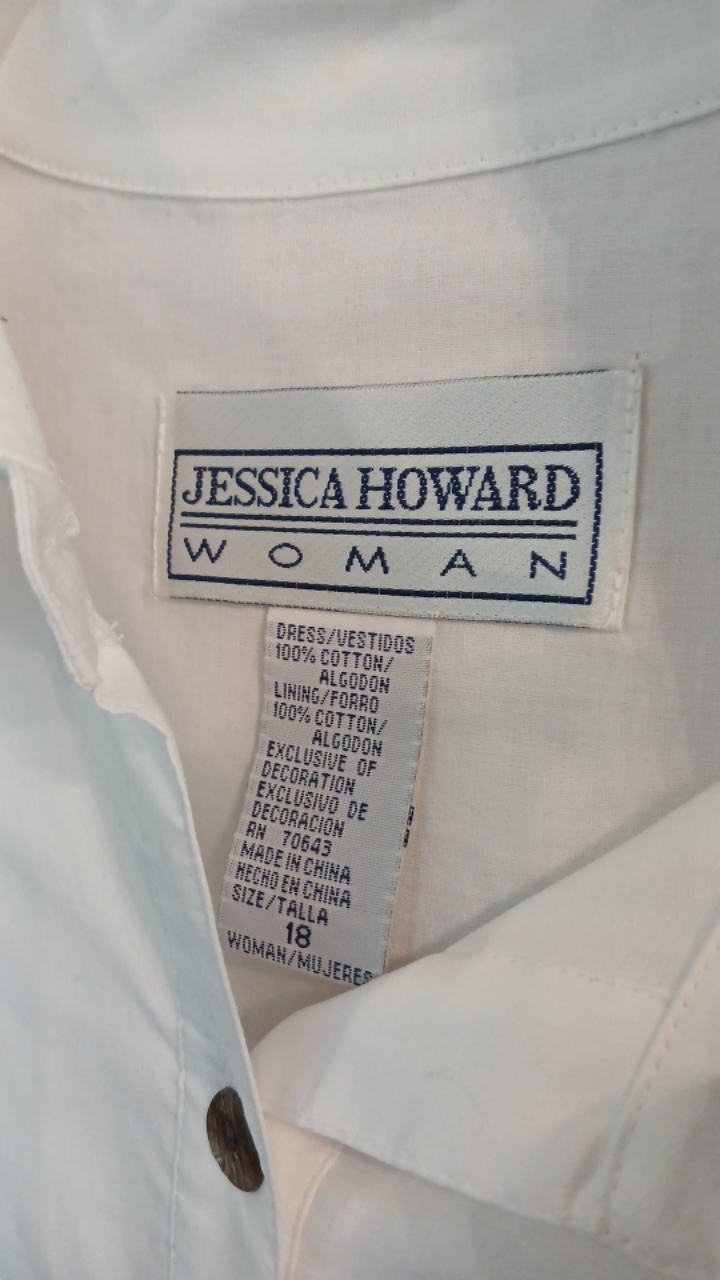 JESSICA HOWARD
WOMAN
DRESS/VESTIDOS
100% COTTON/
ALGODON
LINING/FORRO
100% COTTON/
ALGODON
EXCLUSIVE OF
DECORATION
EXCLUSIVO DE
DECORACION
RN 70643
MADE IN CHINA
HECHO EN CHINA
SIZE/TALLA
18
WOMAN/MUJERES